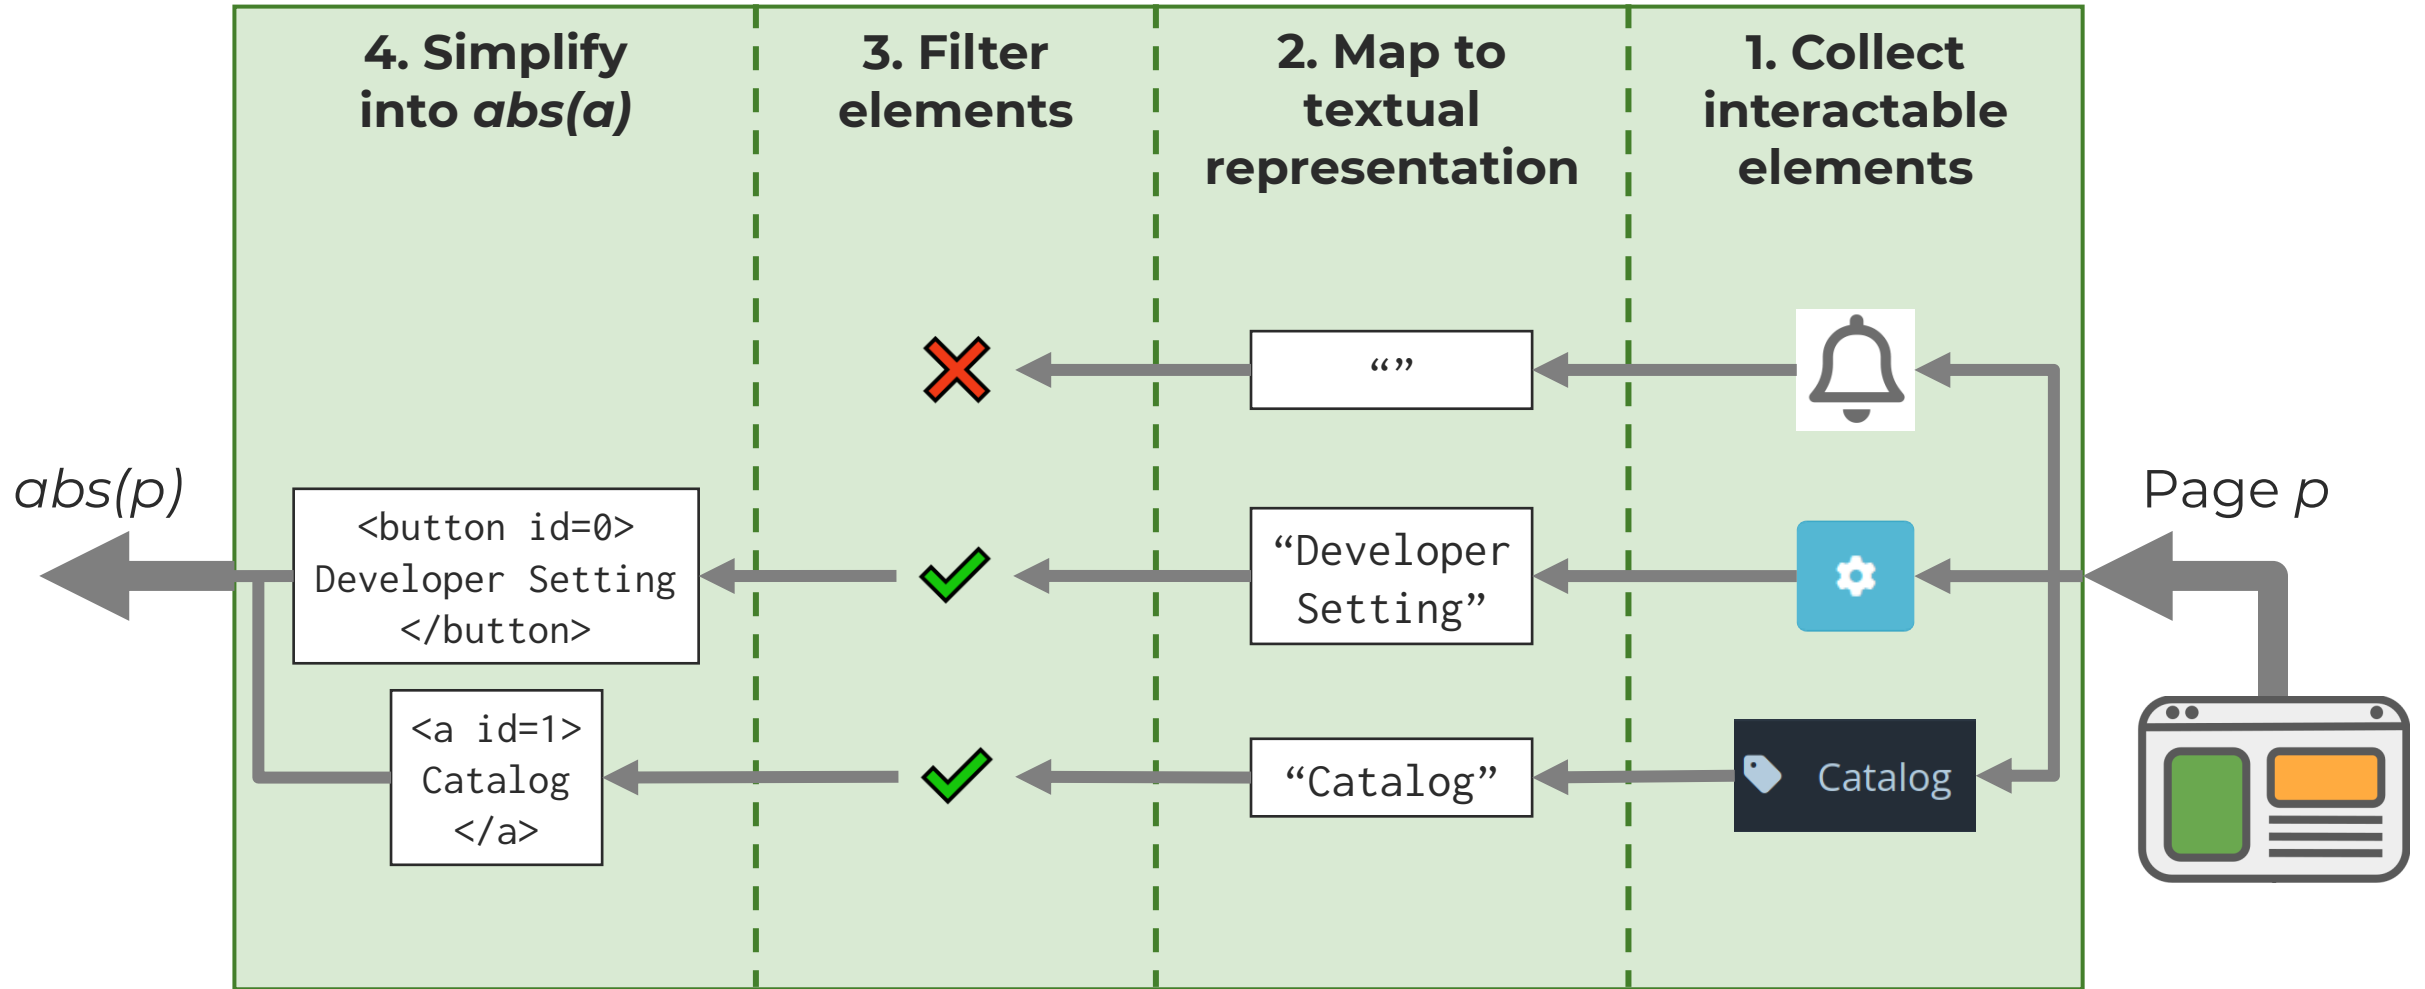 4. Simplify
into abs(a)
3. Filter
elements
2. Map to
textual
representation
1. Collect
interactable
elements
“”
abs(p)
<button id=0>
Developer Setting
</button>
“Developer
Setting”
Page p
<a id=1>
Catalog
</a>
“Catalog”
Catalog